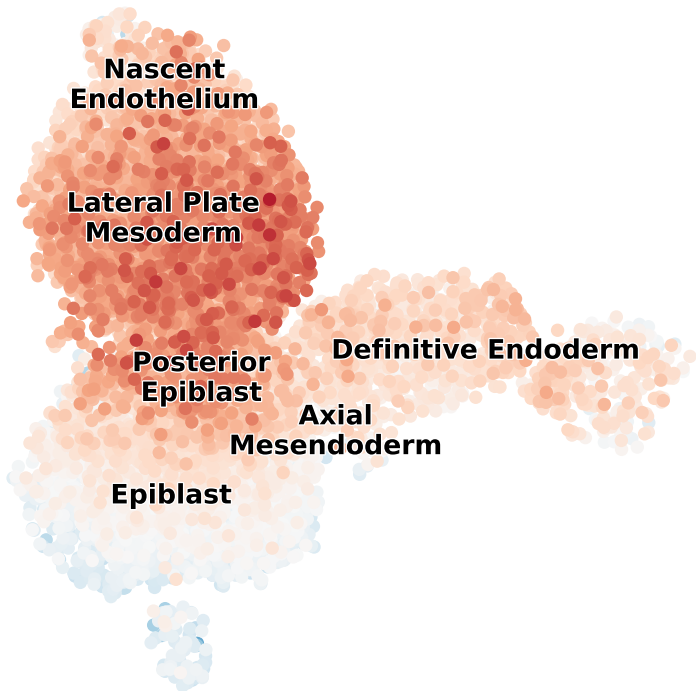 Nascent
Endothelium
Lateral Plate
Mesoderm
Posterior
Epiblast
Definitive Endoderm
Axial
Mesendoderm
Epiblast